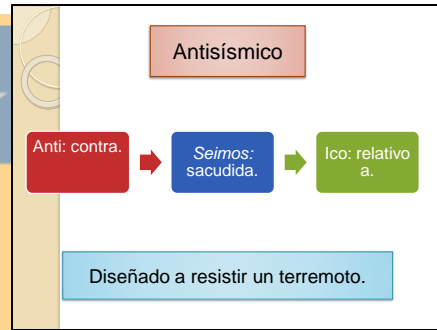 Antisísmico
Anti: contra.
Seimos:
sacudida.
Ico: relativo
a.
Diseñado a resistir un terremoto.